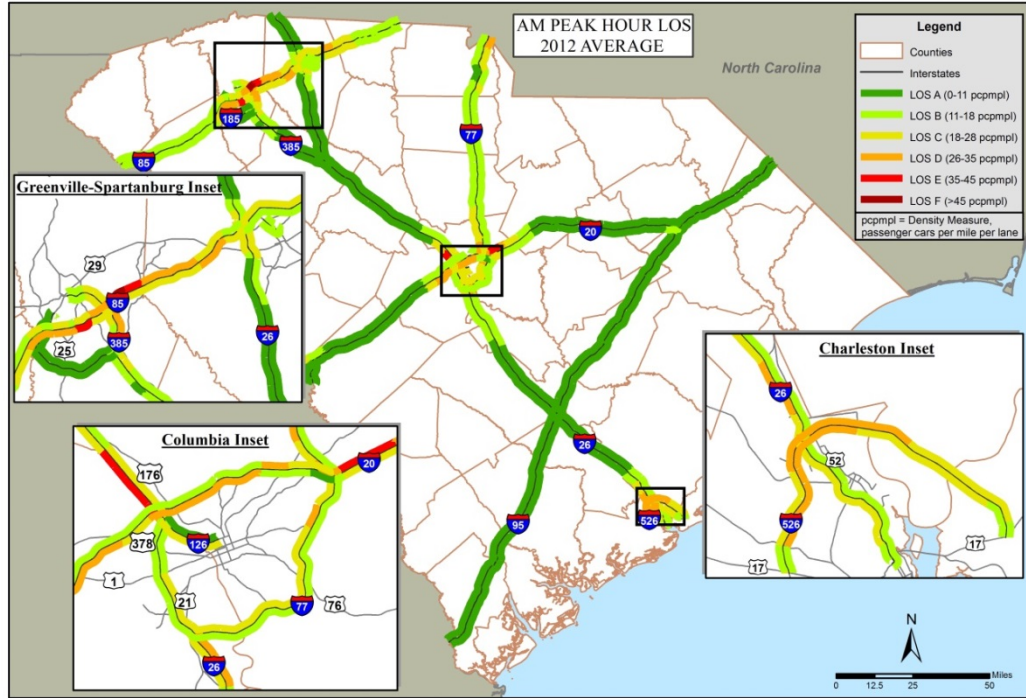 AM PEAK HOUR LOS
2012 AVERAGE
North Carolina
Legend
Counties
Interstates
LOS A (0-11 pcpmpl)
LOS B (11-18 pcpmpl)
LOS C (18-28 pcpmpl)
LOS D (26-35 pcpmpl)
LOS E (35-45 pcpmpl)
LOS F (>45 pcpmpl)
pcpmpl = Density Measure,
passenger cars per mile per lane
185
85
385
77
20
26
95
526
Greenville-Spartanburg Inset
29
85
385
25
26
Columbia Inset
176
20
126
378
1
21
77
76
26
Charleston Inset
26
52
526
17
17
N
Miles
0 12.5 25 50